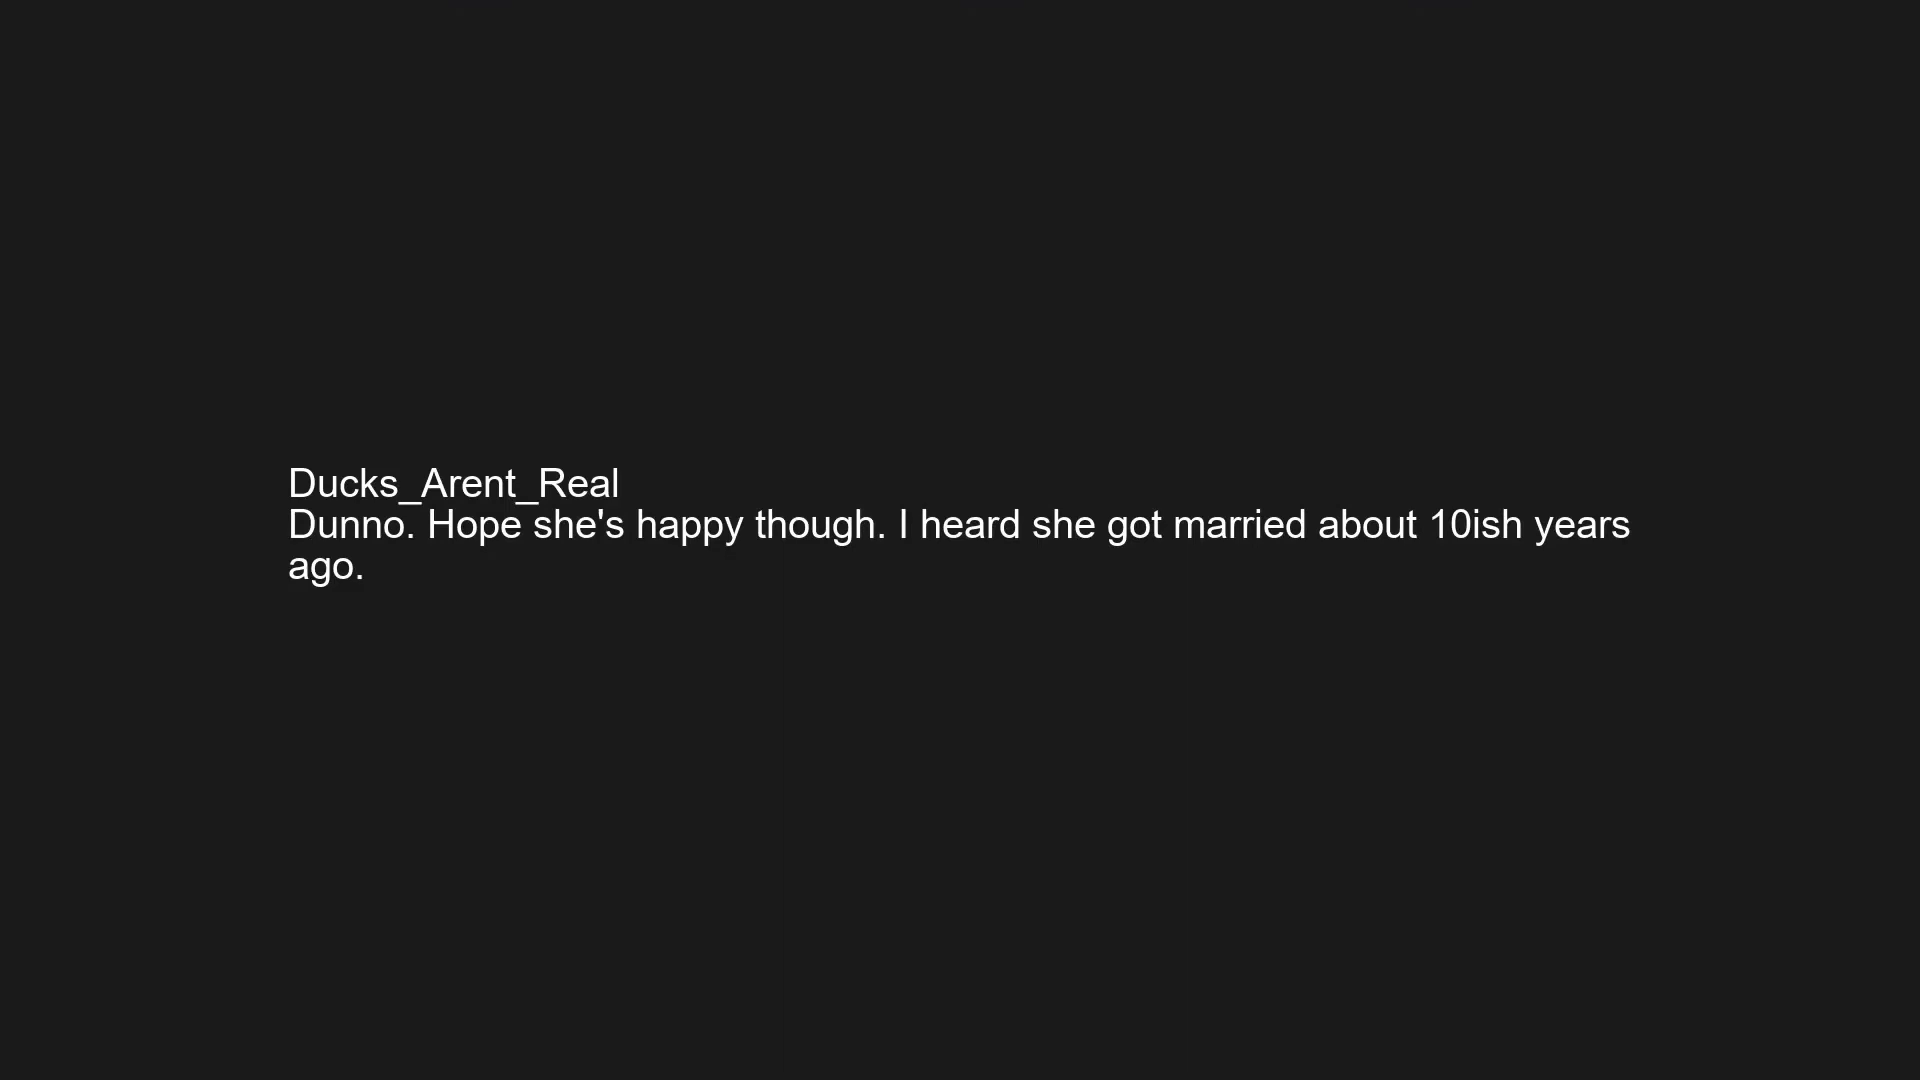 Ducks_Arent_Real
Dunno. Hope she's happy though. I heard she got married about 10ish years
ago.